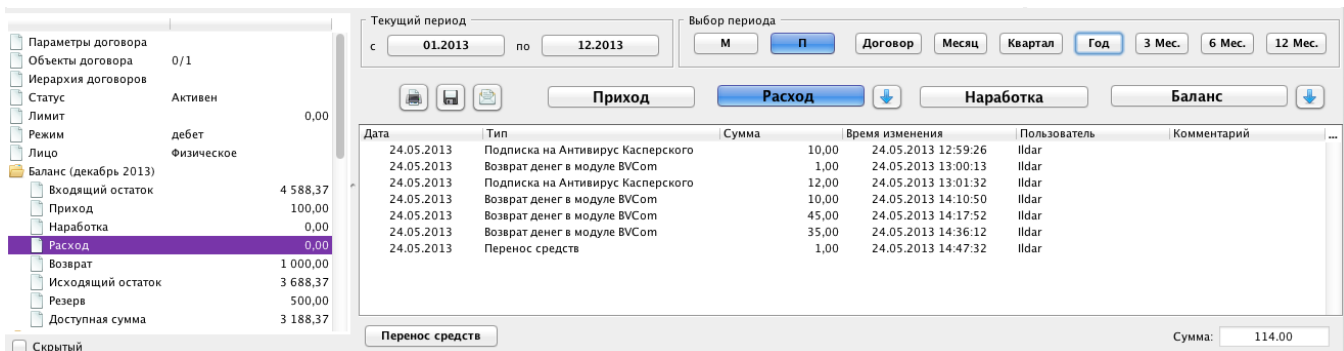 Параметры договора
Объекты договора 0/1
Иерархия договоров
Статус Активен
Лимит 0,00
Режим дебет
Лицо Физическое
Баланс (декабрь 2013)
Входящий остаток 4 588,37
Приход 100,00
Наработка 0,00
Расход 0,00
Возврат 1 000,00
Исходящий остаток 3 688,37
Резерв 500,00
Доступная сумма 3 188,37
Скрытый
Текущий период
с 01.2013 по 12.2013
Выбор периода
М П Договор Месяц Квартал Год 3 Мес. 6 Мес. 12 Мес.
Приход Расход Наработка Баланс
Дата Тип Сумма Время изменения Пользователь Комментарий ...
24.05.2013 Подписка на Антивирус Касперского 10,00 24.05.2013 12:59:26 Ildar
24.05.2013 Возврат денег в модуле BVCom 1,00 24.05.2013 13:00:13 Ildar
24.05.2013 Подписка на Антивирус Касперского 12,00 24.05.2013 13:01:32 Ildar
24.05.2013 Возврат денег в модуле BVCom 10,00 24.05.2013 14:10:50 Ildar
24.05.2013 Возврат денег в модуле BVCom 45,00 24.05.2013 14:17:52 Ildar
24.05.2013 Возврат денег в модуле BVCom 35,00 24.05.2013 14:36:12 Ildar
24.05.2013 Перенос средств 1,00 24.05.2013 14:47:32 Ildar
Перенос средств Сумма: 114.00